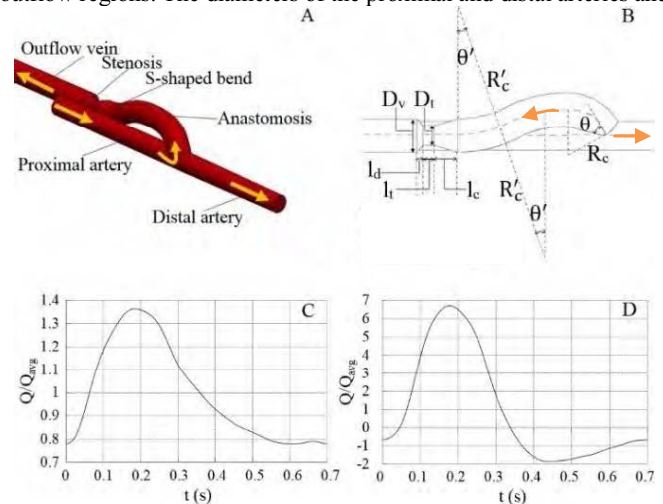 outflow regions. The diameters of the proximal and distal arteries and
A
Outflow vein
Stenosis
S-shaped bend
Anastomosis
Proximal artery
Distal artery
B
θ'
R'c
Dv
Dt
θ
Rc
ld
lt
lc
R'c
θ'
C
1.4
1.3
1.2
1.1
1
0.9
0.8
0.7
Q/Qavg
0 0.1 0.2 0.3 0.4 0.5 0.6 0.7
t (s)
D
7
6
5
4
3
2
1
0
-1
-2
Q/Qavg
0 0.1 0.2 0.3 0.4 0.5 0.6 0.7
t (s)